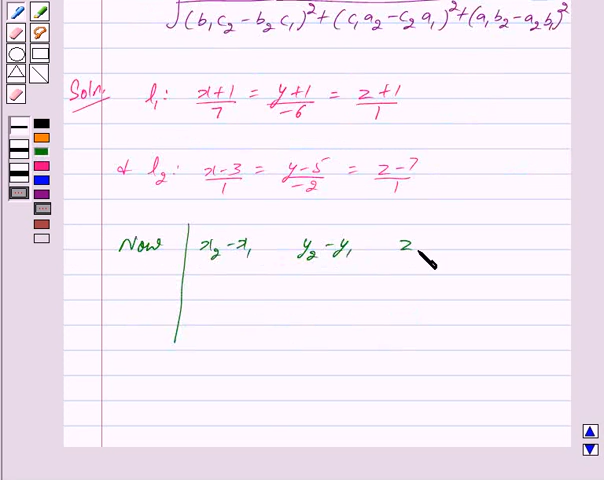 √(b₁c₂ − b₂c₁)² + (c₁a₂ − c₂a₁)² + (a₁b₂ − a₂b₁)²
Soln. l₁: (x+1)/7 = (y+1)/−6 = (z+1)/1
& l₂: (x−3)/1 = (y−5)/−2 = (z−7)/1
Now | x₂−x₁ y₂−y₁ z